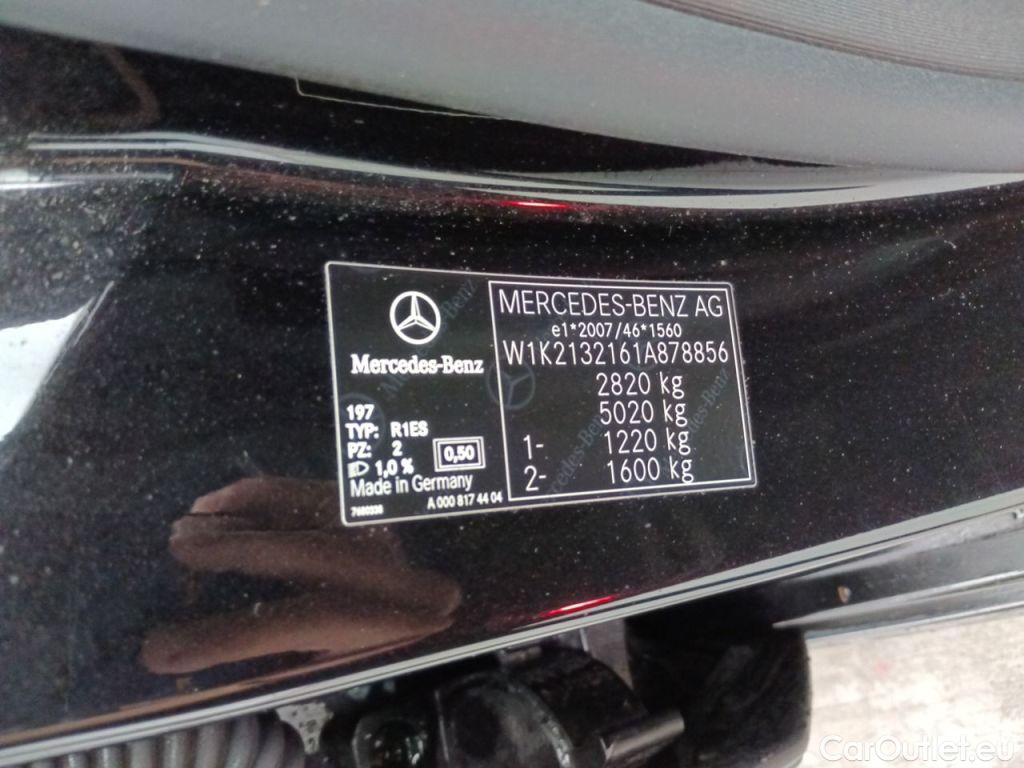 Mercedes-Benz
197
TYP: R1ES
PZ: 2
1,0 %
0,50
Made in Germany
7680338
A 000 817 44 04
MERCEDES-BENZ AG
e1*2007/46*1560
W1K2132161A878856
2820 kg
5020 kg
1- 1220 kg
2- 1600 kg
CarOutlet.eu